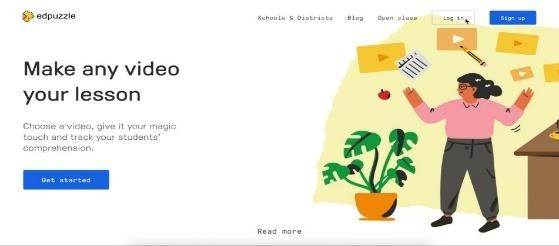 edpuzzle
Schools & Districts Blog Open class Log in Sign up
Make any video
your lesson
Choose a video, give it your magic
touch and track your students'
comprehension.
Get started
Read more